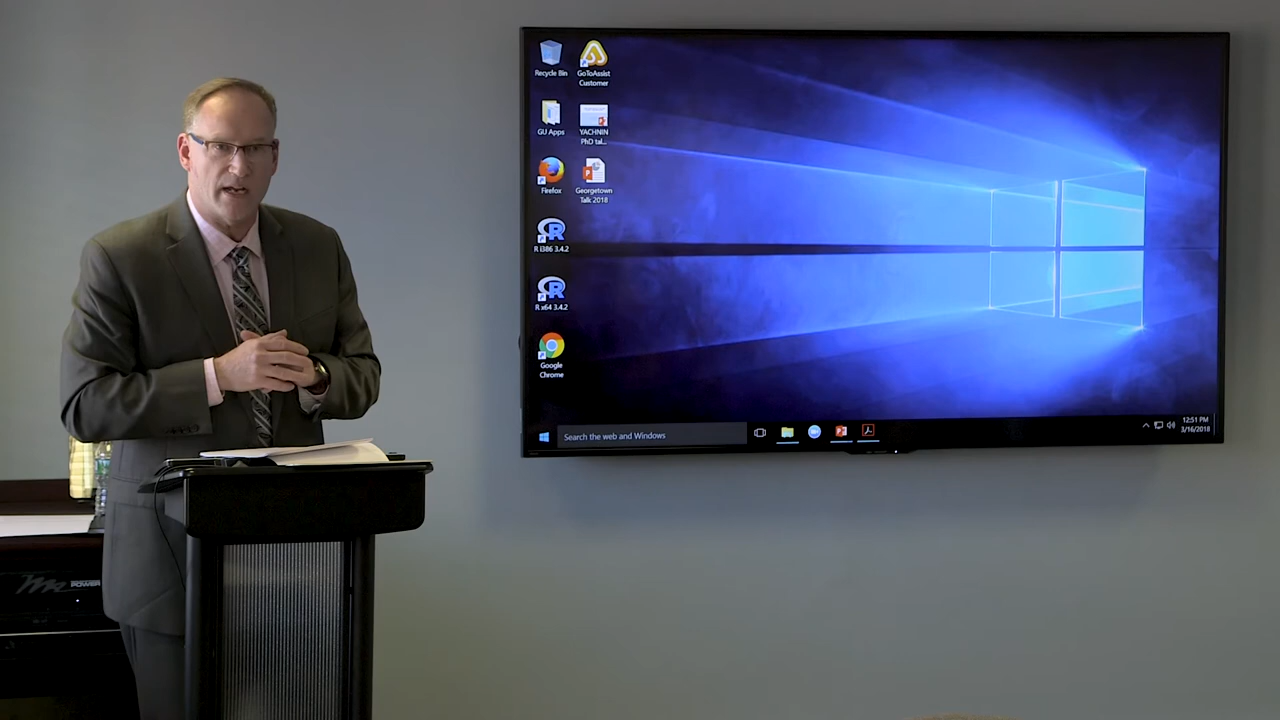 Recycle Bin
GoToAssist
Customer
GU Apps
YACHNIN
PhD tal...
Firefox
Georgetown
Talk 2018
R i386 3.4.2
R x64 3.4.2
Google
Chrome
Search the web and Windows
12:51 PM
3/16/2018
POWER